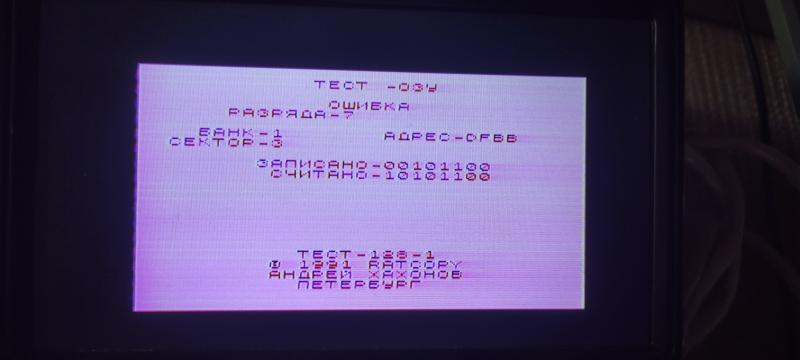 ТЕСТ -ОЗУ
ОШИБКА
РАЗРЯДА-7
БАНК-1 АДРЕС-DFBB
СЕКТОР-3
ЗАПИСАНО-00101100
СЧИТАНО-10101100
ТЕСТ-128-1
© 1991 RATCOPY
АНДРЕЙ ХАХОНОВ
ПЕТЕРБУРГ